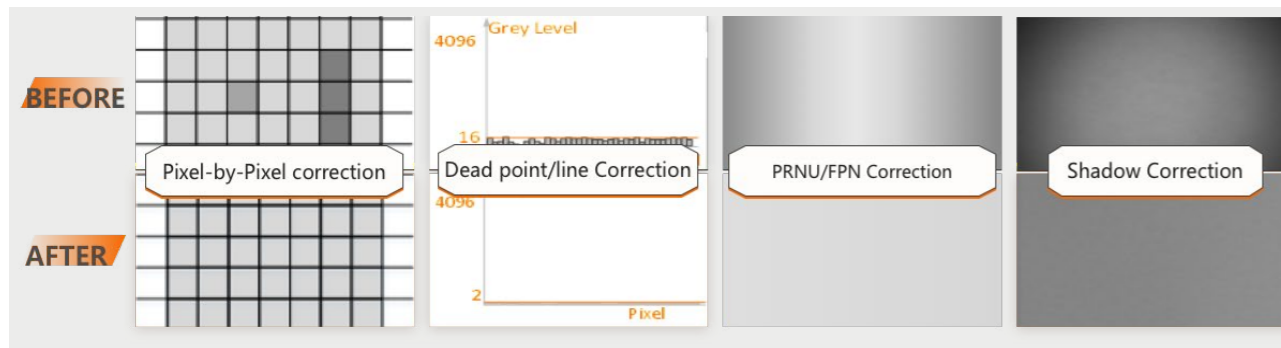 BEFORE
AFTER
Pixel-by-Pixel correction
4096
Grey Level
16
Dead point/line Correction
4096
2
Pixel
PRNU/FPN Correction
Shadow Correction